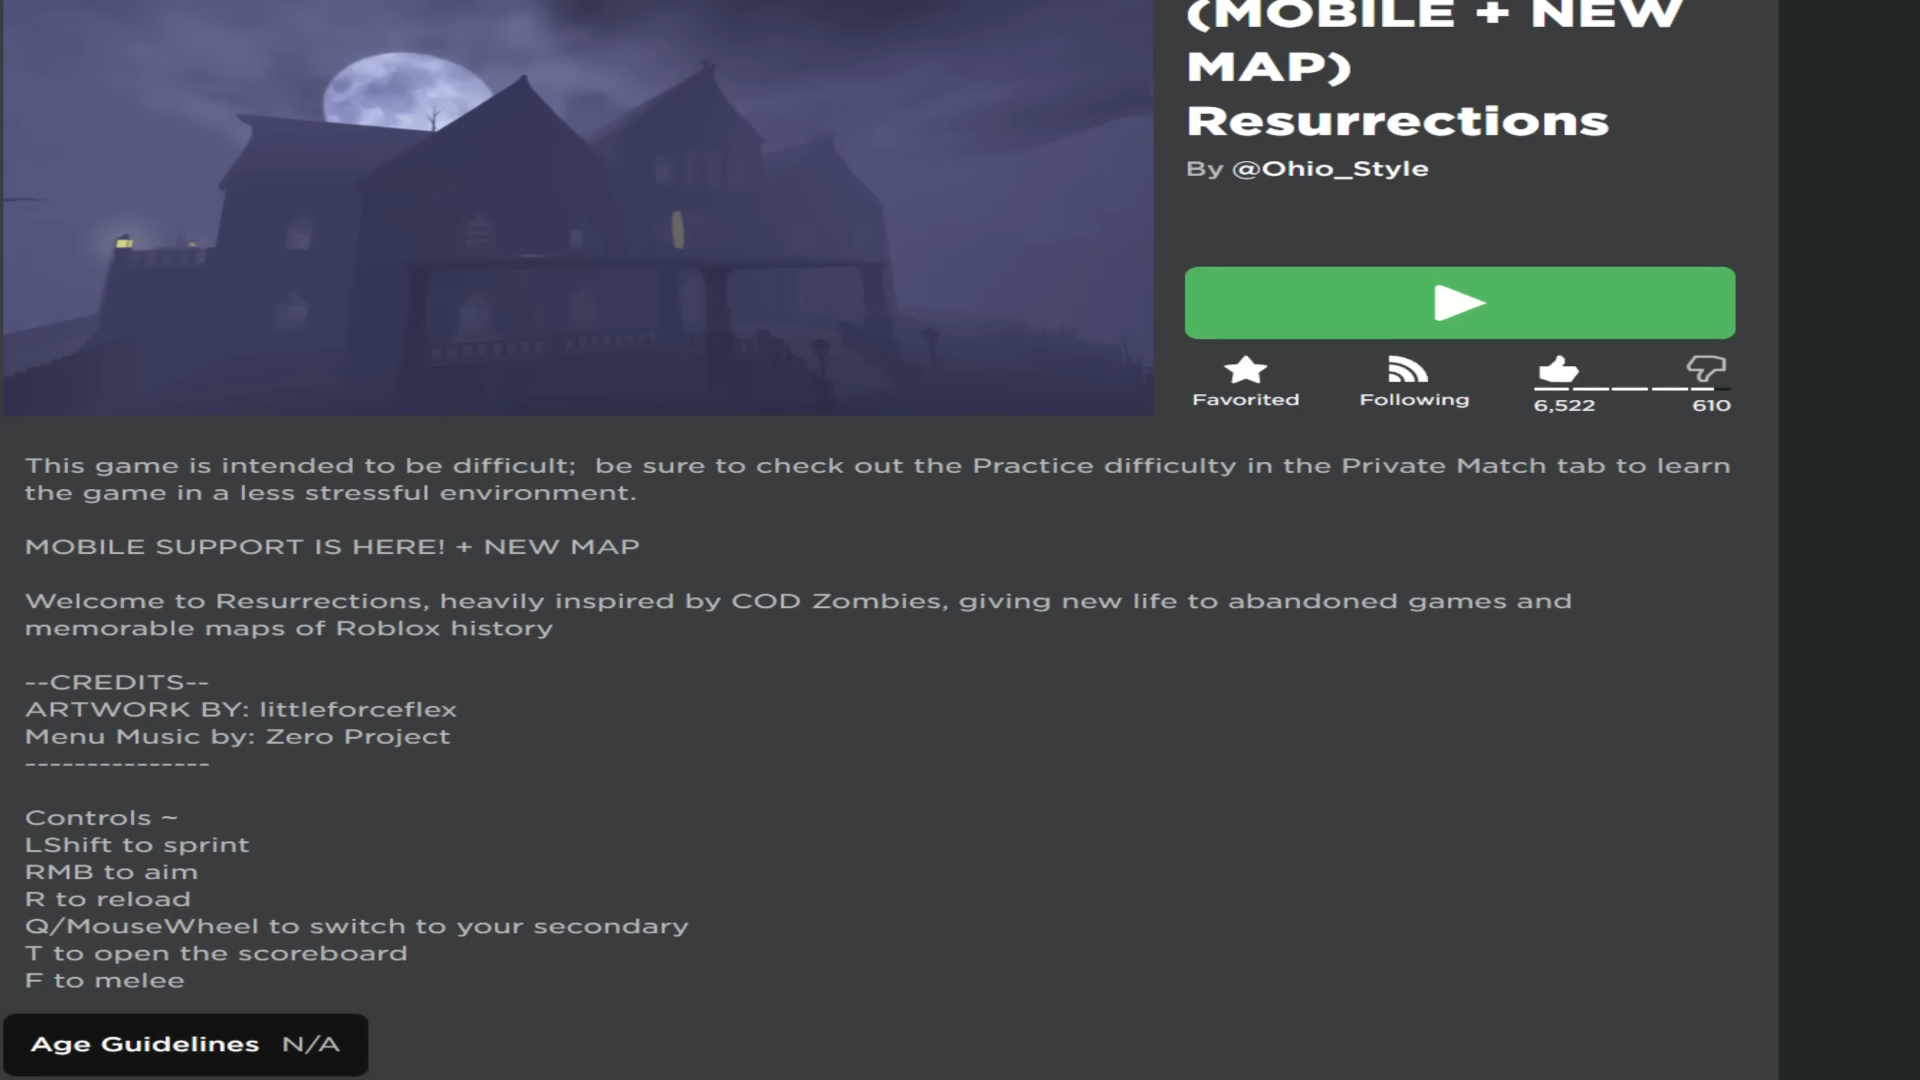 (MOBILE + NEW
MAP)
Resurrections
By @Ohio_Style
Favorited
Following
6,522
610
This game is intended to be difficult;  be sure to check out the Practice difficulty in the Private Match tab to learn
the game in a less stressful environment.
MOBILE SUPPORT IS HERE! + NEW MAP
Welcome to Resurrections, heavily inspired by COD Zombies, giving new life to abandoned games and
memorable maps of Roblox history
--CREDITS--
ARTWORK BY: littleforceflex
Menu Music by: Zero Project
---------------
Controls ~
LShift to sprint
RMB to aim
R to reload
Q/MouseWheel to switch to your secondary
T to open the scoreboard
F to melee
Age Guidelines N/A